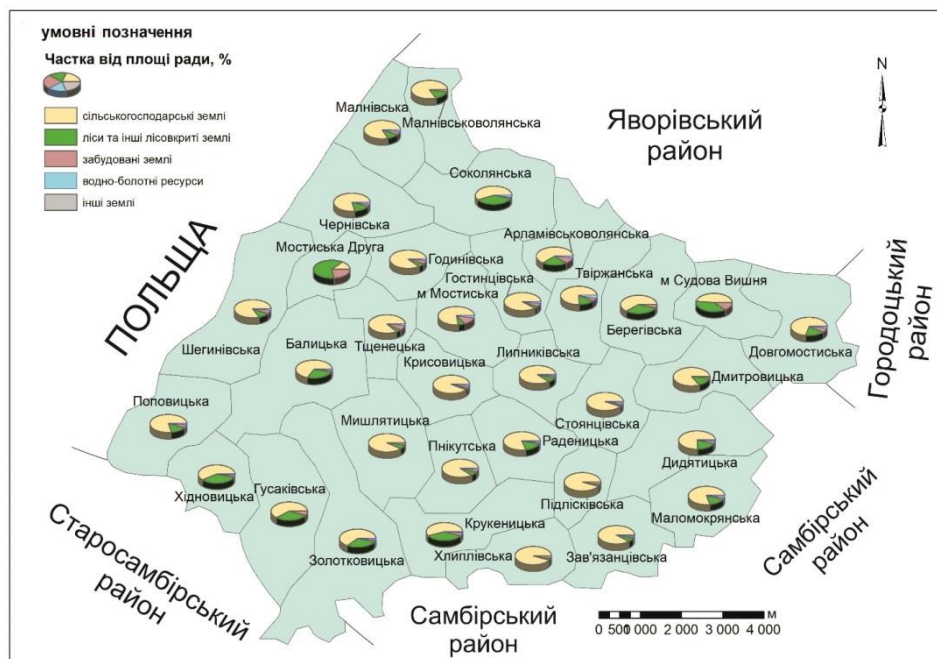 умовні позначення
Частка від площі ради, %
сільськогосподарські землі
ліси та інші лісовкриті землі
забудовані землі
водно-болотні ресурси
інші землі
N
Малнівська
Малнівськоволянська
Яворівський
район
Соколянська
Чернівська
Арламівськоволянська
Мостиська Друга
Годинівська
Гостинцівська
Твіржанська
м Судова Вишня
м Мостиська
ПОЛЬЩА
Городоцький
район
Шегинівська
Тщенецька
Берегівська
Довгомостиська
Балицька
Крисовицька
Липниківська
Дмитровицька
Поповицька
Мишлятицька
Стоянцівська
Пнікутська
Раденицька
Дидятицька
Хідновицька
Гусаківська
Підлісківська
Маломокрянська
Старосамбірський
район
Самбірський
район
Золотковицька
Крукеницька
Хлиплівська
Зав'язанцівська
Самбірський
район
м
0 5001 000 2 000 3 000 4 000